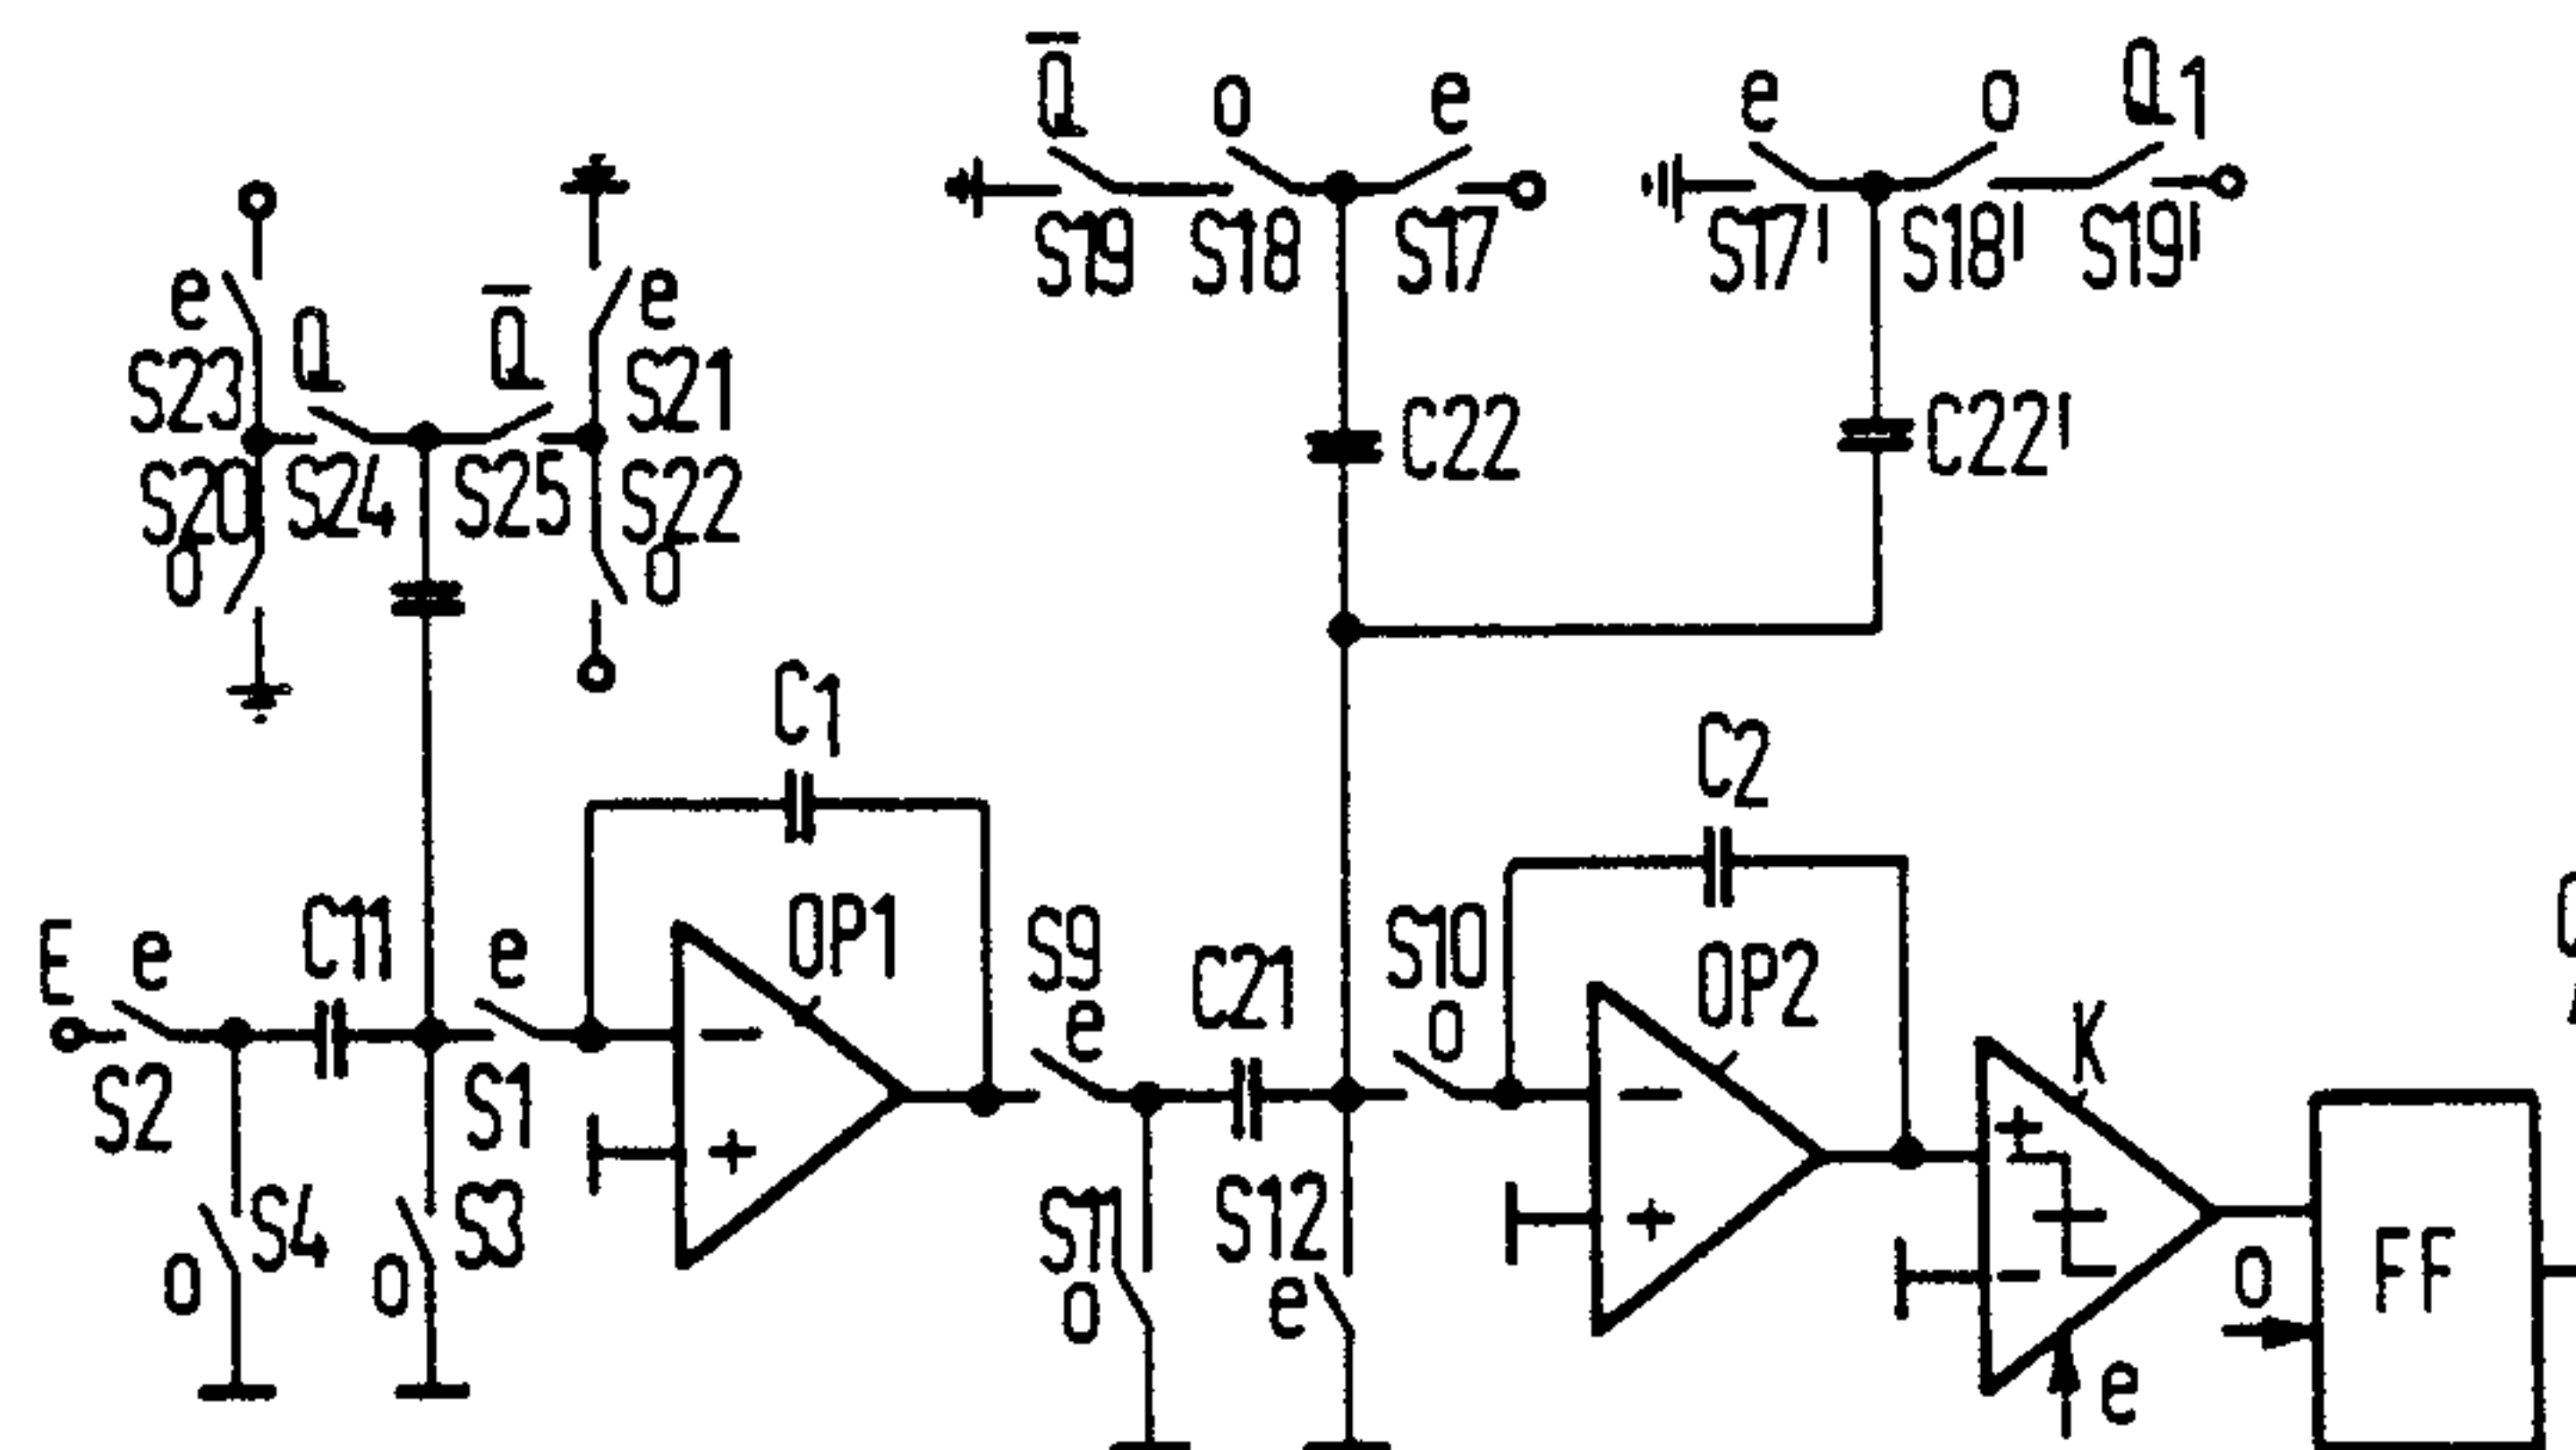 Q̅ o e e o Q1
S19 S18 S17 S17' S18' S19'
e Q Q̅ e
S23 S21
S20 S24 S25 S22
o o
C22 C22'
C1 C2
E e C11 e OP1 S9 e C21 S10 o OP2 K
S2 S1 - + - + + -
S4 o S3 o S11 o S12 e
o FF
e